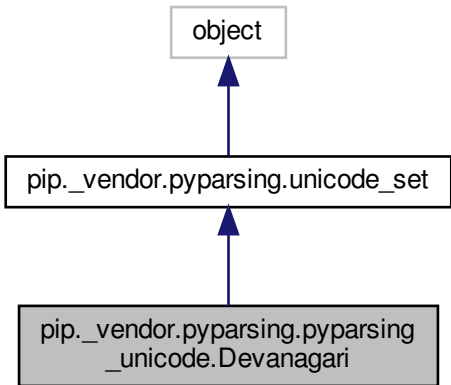 object
pip._vendor.pyparsing.unicode_set
pip._vendor.pyparsing.pyparsing
_unicode.Devanagari